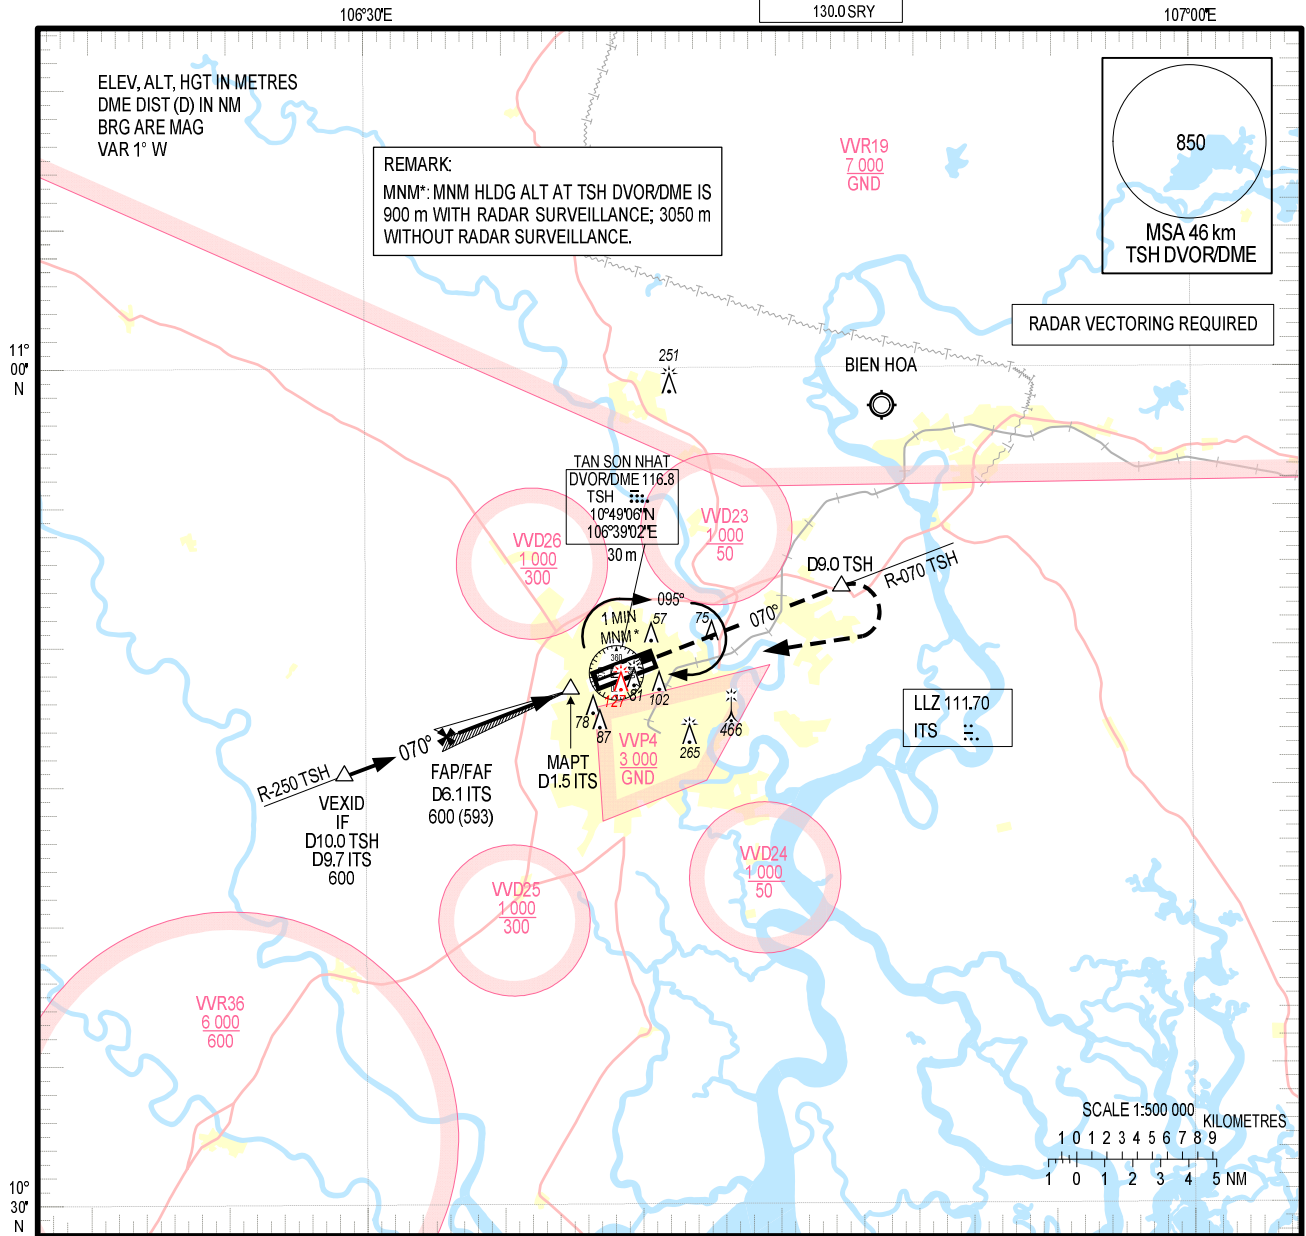 130.0 SRY
106°30'E
107°00'E
ELEV, ALT, HGT IN METRES
DME DIST (D) IN NM
BRG ARE MAG
VAR 1° W
REMARK:
MNM*: MNM HLDG ALT AT TSH DVOR/DME IS
900 m WITH RADAR SURVEILLANCE; 3050 m
WITHOUT RADAR SURVEILLANCE.
VVR19
7 000
GND
850
MSA 46 km
TSH DVOR/DME
RADAR VECTORING REQUIRED
11°
00'
N
251
BIEN HOA
TAN SON NHAT
DVOR/DME 116.8
TSH
10°49'06"N
106°39'02"E
30 m
VVD26
1 000
300
VVD23
1 000
50
D9.0 TSH
R-070 TSH
095°
070°
1 MIN
MNM*
57
75
360
127
81
102
78
87
VVP4
3 000
GND
265
466
LLZ 111.70
ITS
070°
R-250 TSH
VEXID
IF
D10.0 TSH
D9.7 ITS
600
FAP/FAF
D6.1 ITS
600 (593)
MAPT
D1.5 ITS
VVD24
1 000
50
VVD25
1 000
300
VVR36
6 000
600
SCALE 1:500 000
KILOMETRES
1 0 1 2 3 4 5 6 7 8 9
1 0 1 2 3 4 5 NM
10°
30'
N